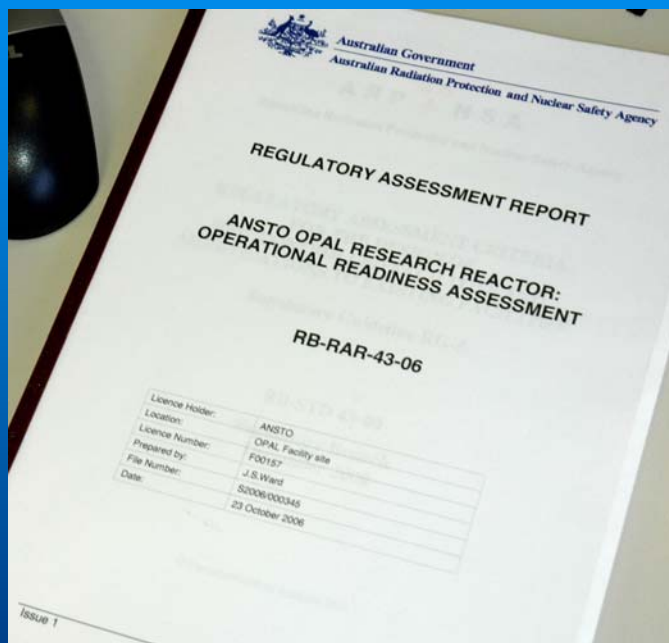 Australian Government
Australian Radiation Protection and Nuclear Safety Agency
REGULATORY ASSESSMENT REPORT
ANSTO OPAL RESEARCH REACTOR:
OPERATIONAL READINESS ASSESSMENT
RB-RAR-43-06
Licence Holder: ANSTO
Location: OPAL Facility site
Licence Number: F00157
Prepared by: J.S.Ward
File Number: S2006/000345
Date: 23 October 2006
Issue 1